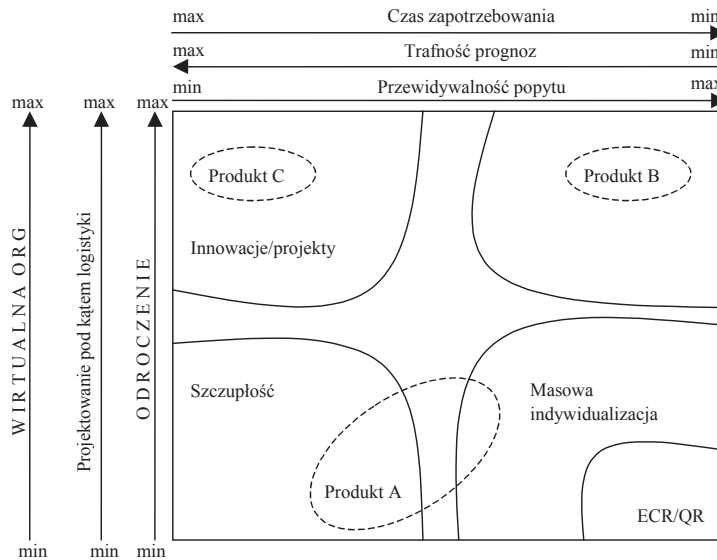 max Czas zapotrzebowania min
max Trafność prognoz min
min Przewidywalność popytu max
max max max
WIRTUALNA ORG
Projektowanie pod kątem logistyki
ODROCZENIE
Produkt C
Produkt B
Innowacje/projekty
Szczupłość
Masowa
indywidualizacja
Produkt A
ECR/QR
min min min